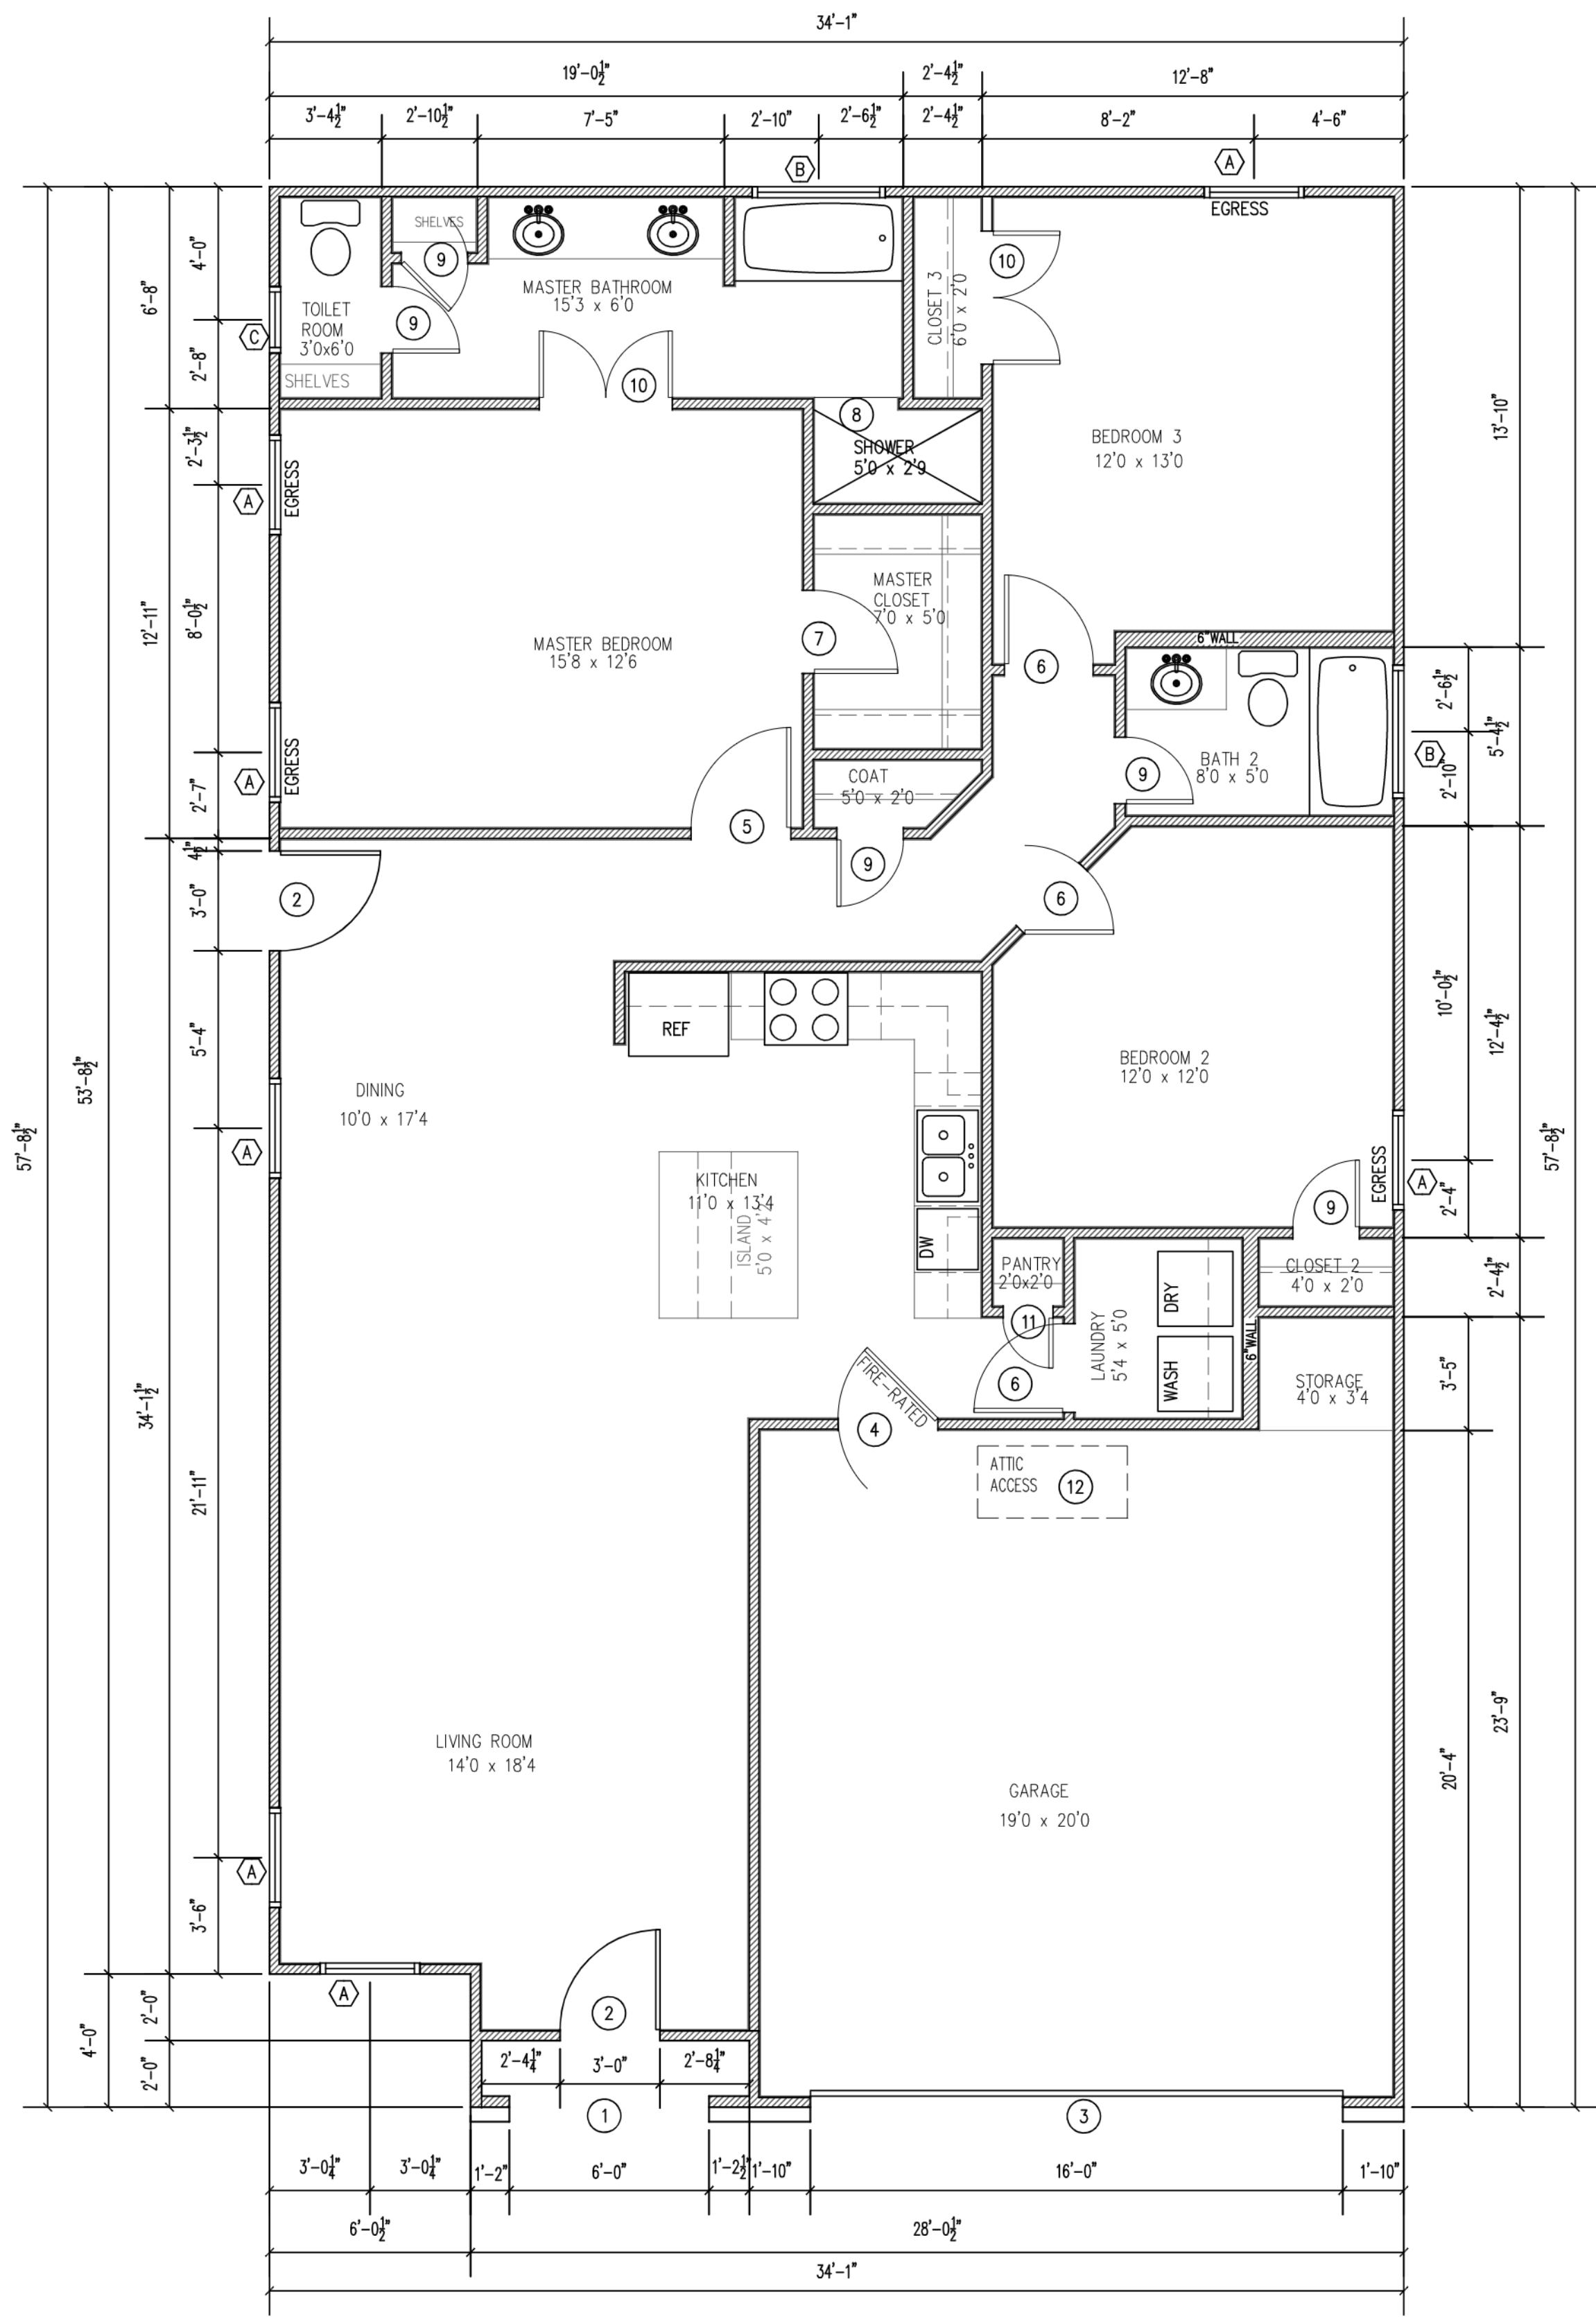 34'-1"
19'-0½"
2'-4½"
12'-8"
3'-4½"
2'-10½"
7'-5"
2'-10"
2'-6½"
2'-4½"
8'-2"
4'-6"
B
A
EGRESS
SHELVES
9
MASTER BATHROOM
15'3 x 6'0
TOILET
ROOM
3'0x6'0
9
SHELVES
C
10
CLOSET 3
6'0 x 2'0
10
8
SHOWER
5'0 x 2'9
BEDROOM 3
12'0 x 13'0
A
EGRESS
MASTER
CLOSET
7'0 x 5'0
7
MASTER BEDROOM
15'8 x 12'6
6"WALL
6
A
EGRESS
BATH 2
8'0 x 5'0
9
B
COAT
5'0 x 2'0
5
9
2
6
REF
DINING
10'0 x 17'4
BEDROOM 2
12'0 x 12'0
A
KITCHEN
11'0 x 13'4
ISLAND
5'0 x 4'2
DW
EGRESS
A
9
PANTRY
2'0x2'0
11
LAUNDRY
5'4 x 5'0
DRY
WASH
6"WALL
CLOSET 2
4'0 x 2'0
STORAGE
4'0 x 3'4
6
FIRE-RATED
4
ATTIC
ACCESS
12
LIVING ROOM
14'0 x 18'4
GARAGE
19'0 x 20'0
A
A
2
2'-4¼"
3'-0"
2'-8¼"
1
3
57'-8½"
53'-8½"
4'-0"
6'-8"
12'-11"
34'-1½"
2'-0"
2'-0"
4'-0"
2'-8"
2'-3½"
8'-0½"
2'-7"
4½"
3'-0"
5'-4"
21'-11"
3'-6"
2'-6½"
2'-10"
10'-0½"
2'-4"
3'-5"
20'-4"
13'-10"
5'-4½"
12'-4½"
2'-4½"
23'-9"
57'-8½"
3'-0¼"
3'-0¼"
1'-2"
6'-0"
1'-2½"
1'-10"
16'-0"
1'-10"
6'-0½"
28'-0½"
34'-1"